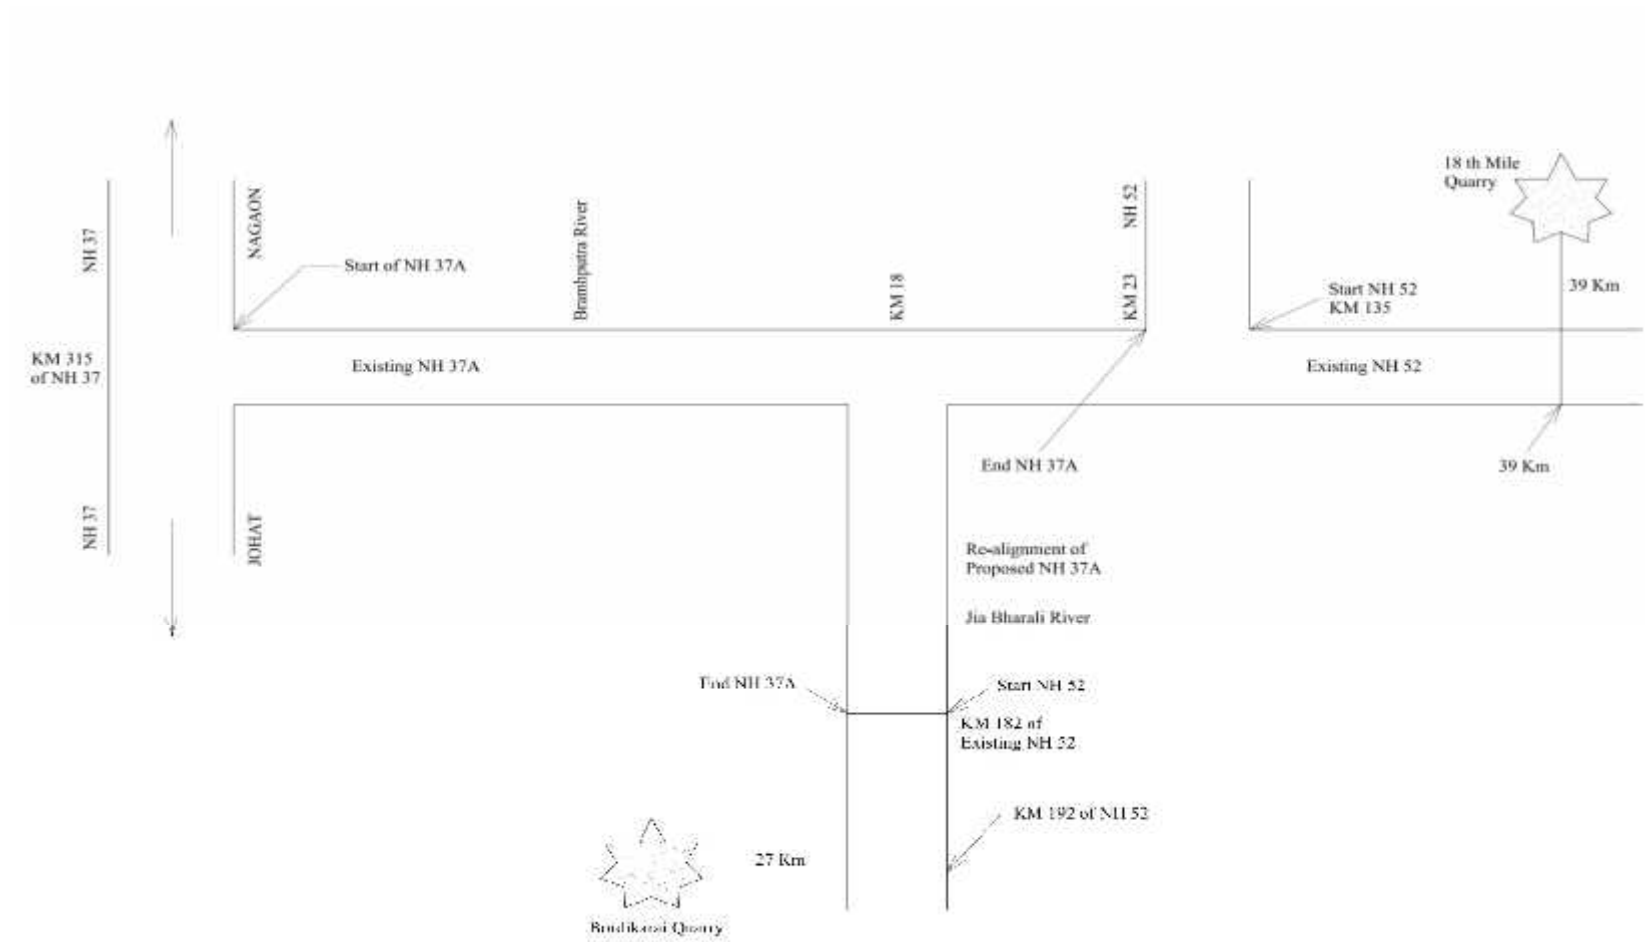 18 th Mile
Quarry
NH 37
NAGAON
Bramhputra River
KM 18
KM 23
NH 52
Start of NH 37A
Start NH 52
KM 135
39 Km
KM 315
of NH 37
Existing NH 37A
Existing NH 52
End NH 37A
39 Km
NH 37
JOHAT
Re-alignment of
Proposed NH 37A
Jia Bharali River
End NH 37A
Start NH 52
KM 182 of
Existing NH 52
KM 192 of NH 52
27 Km
Quarry